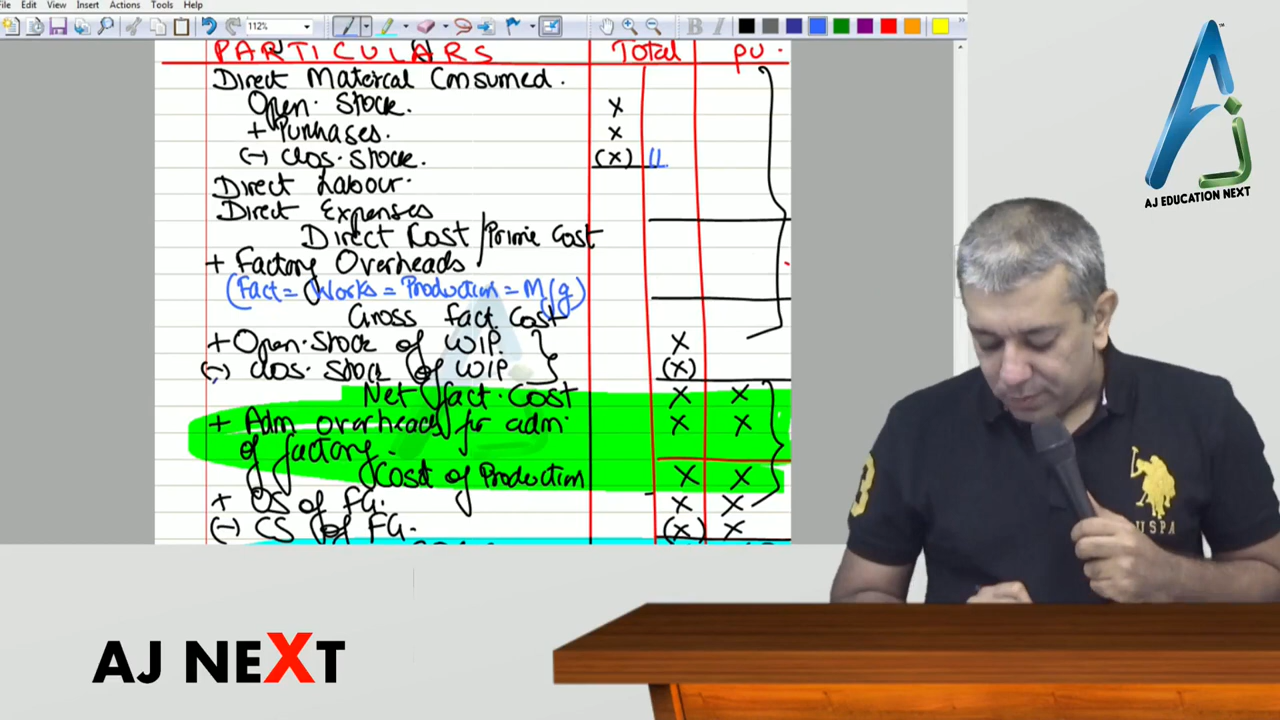 File Edit View Insert Actions Tools Help
112%
B I
PARTICULARS Total PU.
Direct Material Consumed.
Open. Stock. X
+ Purchases. X
(-) Clos. Stock. (X)
Direct Labour.
Direct Expenses
Direct Cost / Prime Cost
+ Factory Overheads
(Fact = Works = Production = M/g)
Gross fact Cost
+ Open. Stock of WIP. X
(-) Clos. Stock of WIP (X)
Net fact. Cost X X
+ Adm overheads for adm. X X
of factory.
Cost of Production X X
+ OS of FG. X X
(-) CS of FG. (X) X
AJ EDUCATION NEXT
3
USPA
AJ NEXT